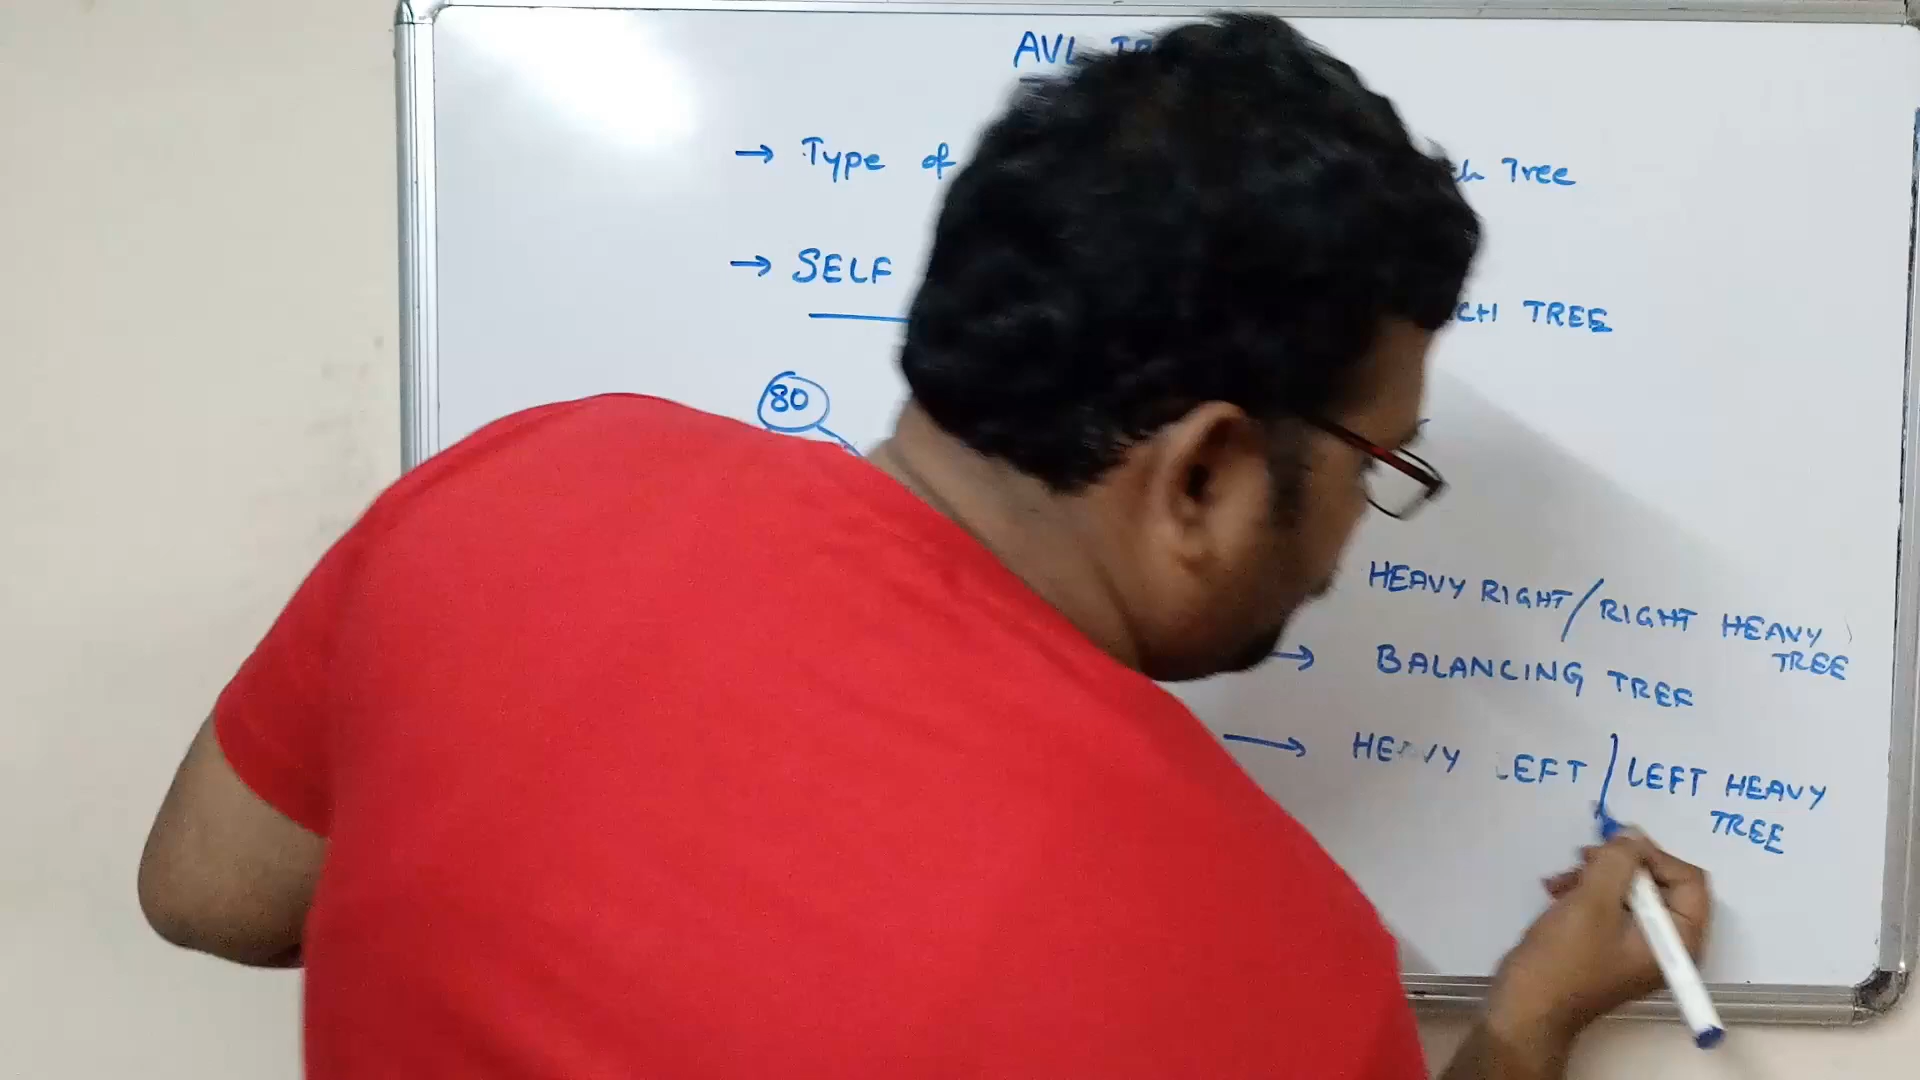 AVL
→ Type of Tree
→ SELF TREE
80
HEAVY RIGHT/RIGHT HEAVY
TREE
→ BALANCING TREE
→ HEAVY LEFT/LEFT HEAVY
TREE